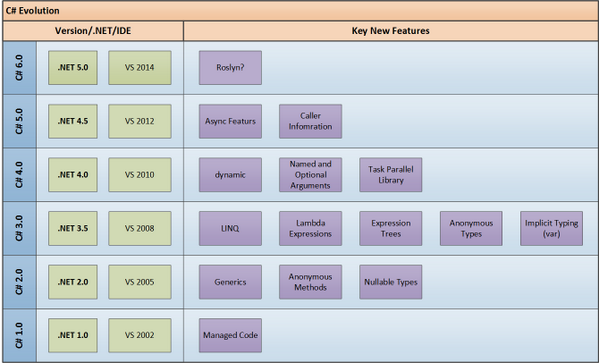 C# Evolution
Version/.NET/IDE
Key New Features
C# 6.0
.NET 5.0
VS 2014
Roslyn?
C# 5.0
.NET 4.5
VS 2012
Async Featurs
Caller
Infomration
C# 4.0
.NET 4.0
VS 2010
dynamic
Named and
Optional
Arguments
Task Parallel
Library
C# 3.0
.NET 3.5
VS 2008
LINQ
Lambda
Expressions
Expression
Trees
Anonymous
Types
Implicit Typing
(var)
C# 2.0
.NET 2.0
VS 2005
Generics
Anonymous
Methods
Nullable Types
C# 1.0
.NET 1.0
VS 2002
Managed Code